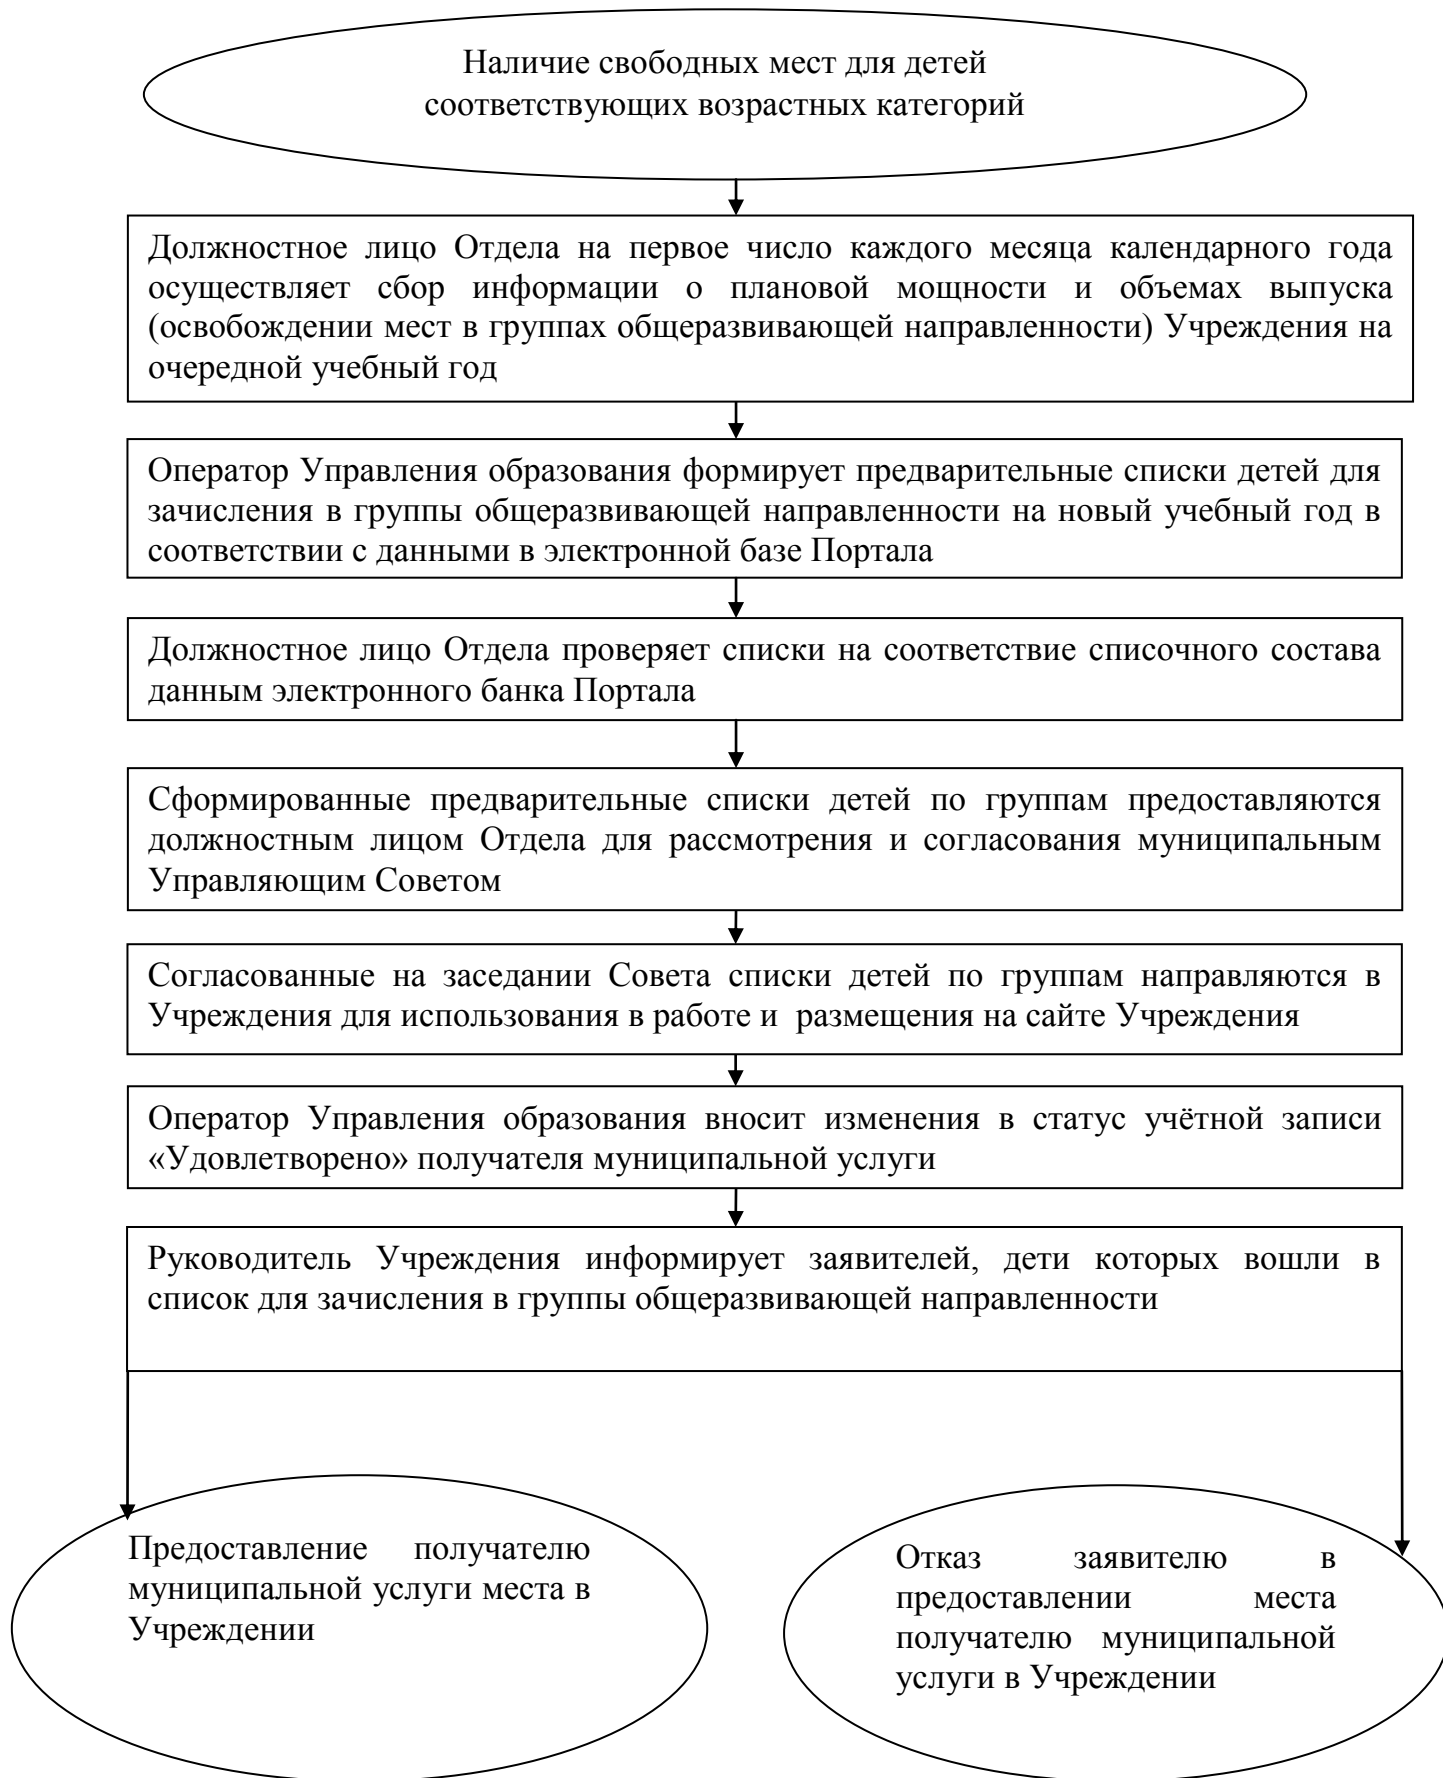 Наличие свободных мест для детей
соответствующих возрастных категорий
Должностное лицо Отдела на первое число каждого месяца календарного года
осуществляет сбор информации о плановой мощности и объемах выпуска
(освобождении мест в группах общеразвивающей направленности) Учреждения на
очередной учебный год
Оператор Управления образования формирует предварительные списки детей для
зачисления в группы общеразвивающей направленности на новый учебный год в
соответствии с данными в электронной базе Портала
Должностное лицо Отдела проверяет списки на соответствие списочного состава
данным электронного банка Портала
Сформированные предварительные списки детей по группам предоставляются
должностным лицом Отдела для рассмотрения и согласования муниципальным
Управляющим Советом
Согласованные на заседании Совета списки детей по группам направляются в
Учреждения для использования в работе и размещения на сайте Учреждения
Оператор Управления образования вносит изменения в статус учётной записи
«Удовлетворено» получателя муниципальной услуги
Руководитель Учреждения информирует заявителей, дети которых вошли в
список для зачисления в группы общеразвивающей направленности
Предоставление получателю
муниципальной услуги места в
Учреждении
Отказ заявителю в
предоставлении места
получателю муниципальной
услуги в Учреждении